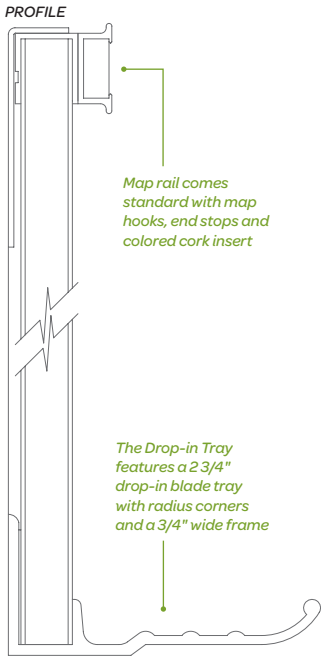 PROFILE
Map rail comes
standard with map
hooks, end stops and
colored cork insert
The Drop-in Tray
features a 2 3/4"
drop-in blade tray
with radius corners
and a 3/4" wide frame